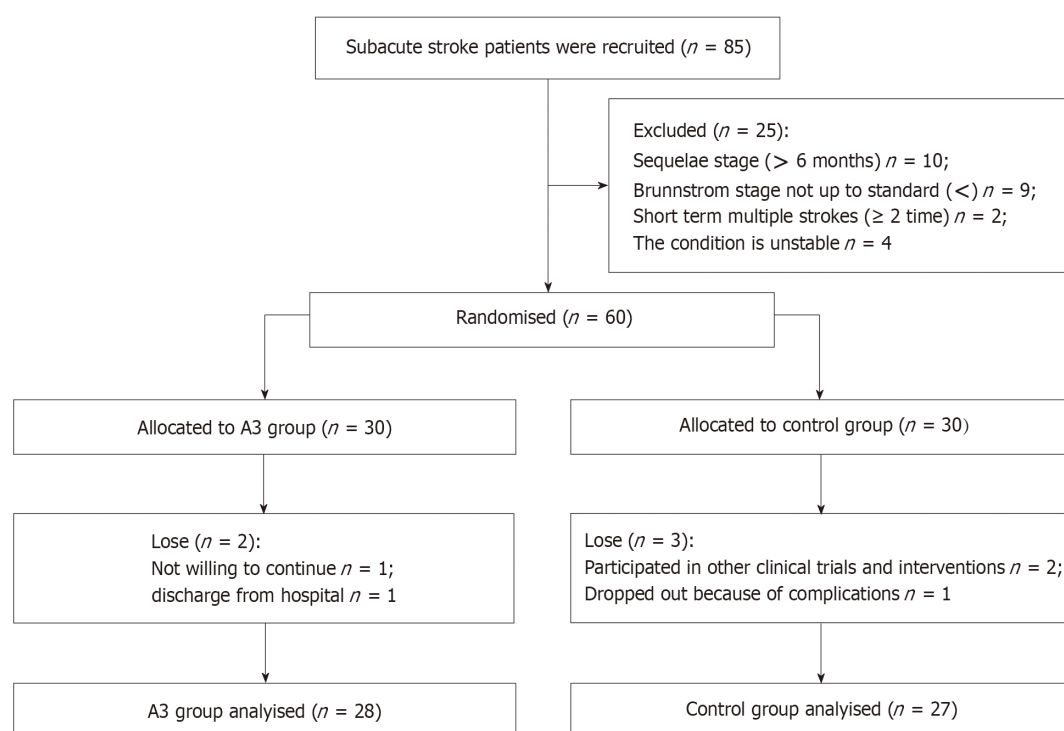 Subacute stroke patients were recruited (n = 85)
Excluded (n = 25):
Sequelae stage (> 6 months) n = 10;
Brunnstrom stage not up to standard (<) n = 9;
Short term multiple strokes (≥ 2 time) n = 2;
The condition is unstable n = 4
Randomised (n = 60)
Allocated to A3 group (n = 30)
Allocated to control group (n = 30)
Lose (n = 2):
Not willing to continue n = 1;
discharge from hospital n = 1
Lose (n = 3):
Participated in other clinical trials and interventions n = 2;
Dropped out because of complications n = 1
A3 group analyised (n = 28)
Control group analyised (n = 27)